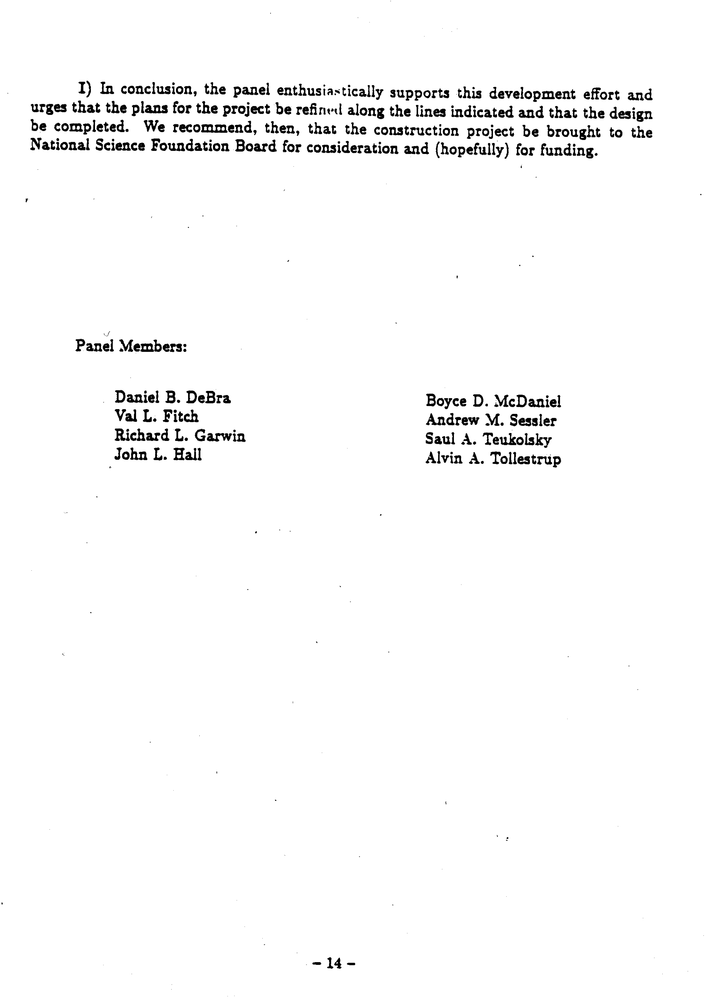 I) In conclusion, the panel enthusiastically supports this development effort and
urges that the plans for the project be refined along the lines indicated and that the design
be completed. We recommend, then, that the construction project be brought to the
National Science Foundation Board for consideration and (hopefully) for funding.
Panel Members:
Daniel B. DeBra
Val L. Fitch
Richard L. Garwin
John L. Hall
Boyce D. McDaniel
Andrew M. Sessler
Saul A. Teukolsky
Alvin A. Tollestrup
– 14 –